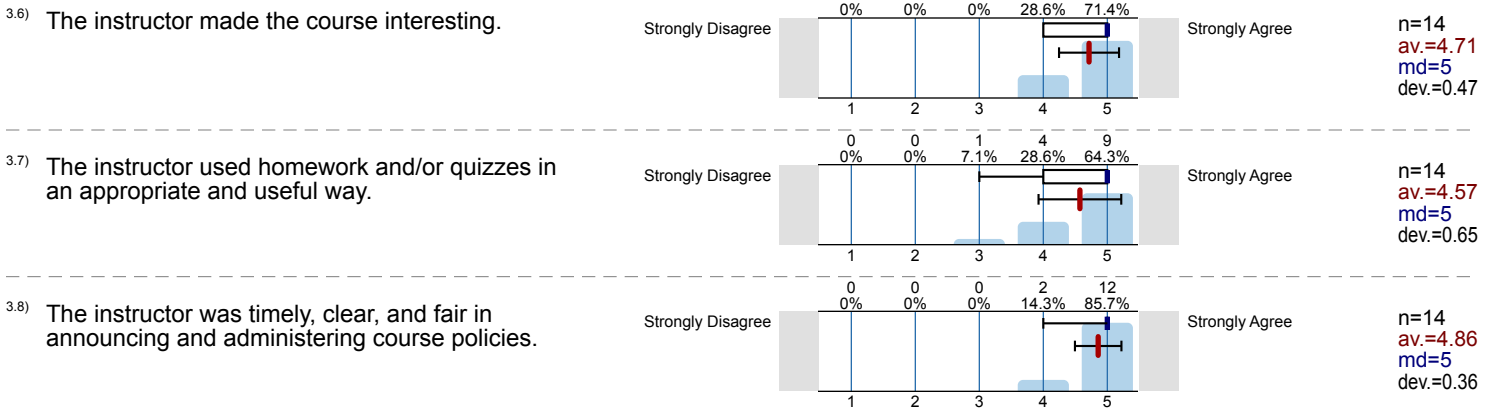 3.6) The instructor made the course interesting.
Strongly Disagree
0% 0% 0% 28.6% 71.4%
1 2 3 4 5
Strongly Agree
n=14
av.=4.71
md=5
dev.=0.47
3.7) The instructor used homework and/or quizzes in
an appropriate and useful way.
Strongly Disagree
0 0 1 4 9
0% 0% 7.1% 28.6% 64.3%
1 2 3 4 5
Strongly Agree
n=14
av.=4.57
md=5
dev.=0.65
3.8) The instructor was timely, clear, and fair in
announcing and administering course policies.
Strongly Disagree
0 0 0 2 12
0% 0% 0% 14.3% 85.7%
1 2 3 4 5
Strongly Agree
n=14
av.=4.86
md=5
dev.=0.36